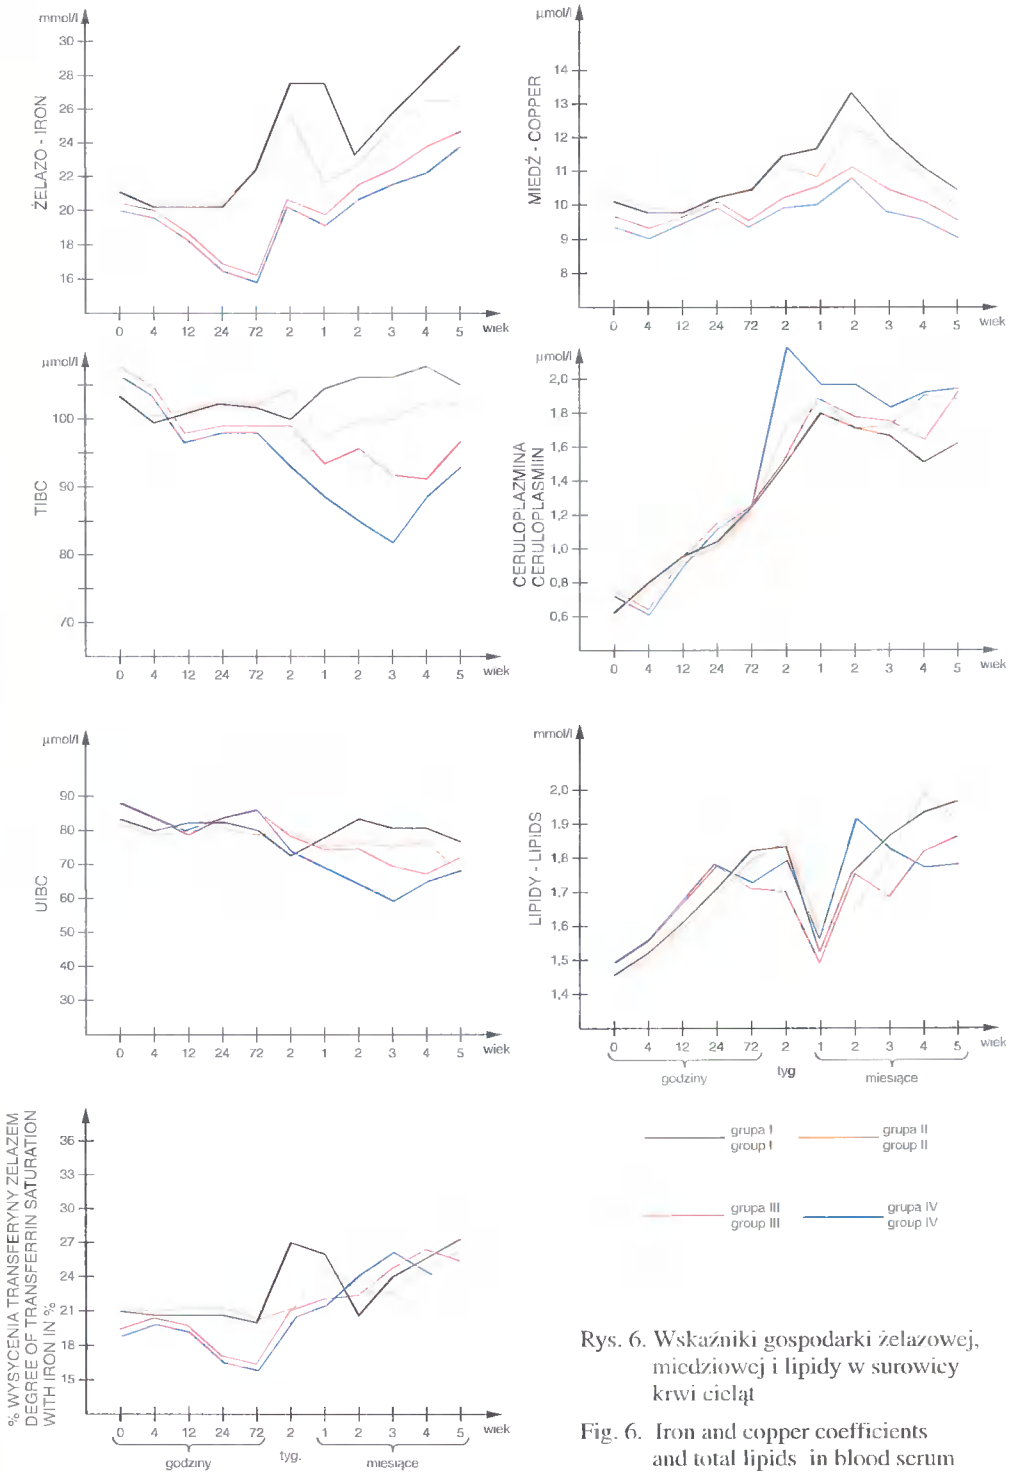 mmol/l
30
28
26
24
22
20
18
16
ŻELAZO - IRON
0 4 12 24 72 2 1 2 3 4 5 wiek
µmol/l
14
13
12
11
10
9
8
MIEDŹ - COPPER
0 4 12 24 72 2 1 2 3 4 5 wiek
µmol/l
100
90
80
70
TIBC
0 4 12 24 72 2 1 2 3 4 5 wiek
µmol/l
2,0
1,8
1,6
1,4
1,2
1,0
0,8
0,6
CERULOPLAZMINA
CERULOPLASMIIN
0 4 12 24 72 2 1 2 3 4 5 wiek
µmol/l
90
80
70
60
50
40
30
UIBC
0 4 12 24 72 2 1 2 3 4 5 wiek
mmol/l
2,0
1,9
1,8
1,7
1,6
1,5
1,4
LIPIDY - LIPIDS
0 4 12 24 72 2 1 2 3 4 5 wiek
godziny tyg miesiące
36
33
30
27
24
21
18
15
% WYSYCENIA TRANSFERYNY ZELAZEM
DEGREE OF TRANSFERRIN SATURATION
WITH IRON IN %
0 4 12 24 72 2 1 2 3 4 5 wiek
godziny tyg. miesiące
grupa I
group I
grupa II
group II
grupa III
group III
grupa IV
group IV
Rys. 6. Wskaźniki gospodarki żelazowej,
miedziowej i lipidy w surowicy
krwi cieląt
Fig. 6. Iron and copper coefficients
and total lipids in blood scrum